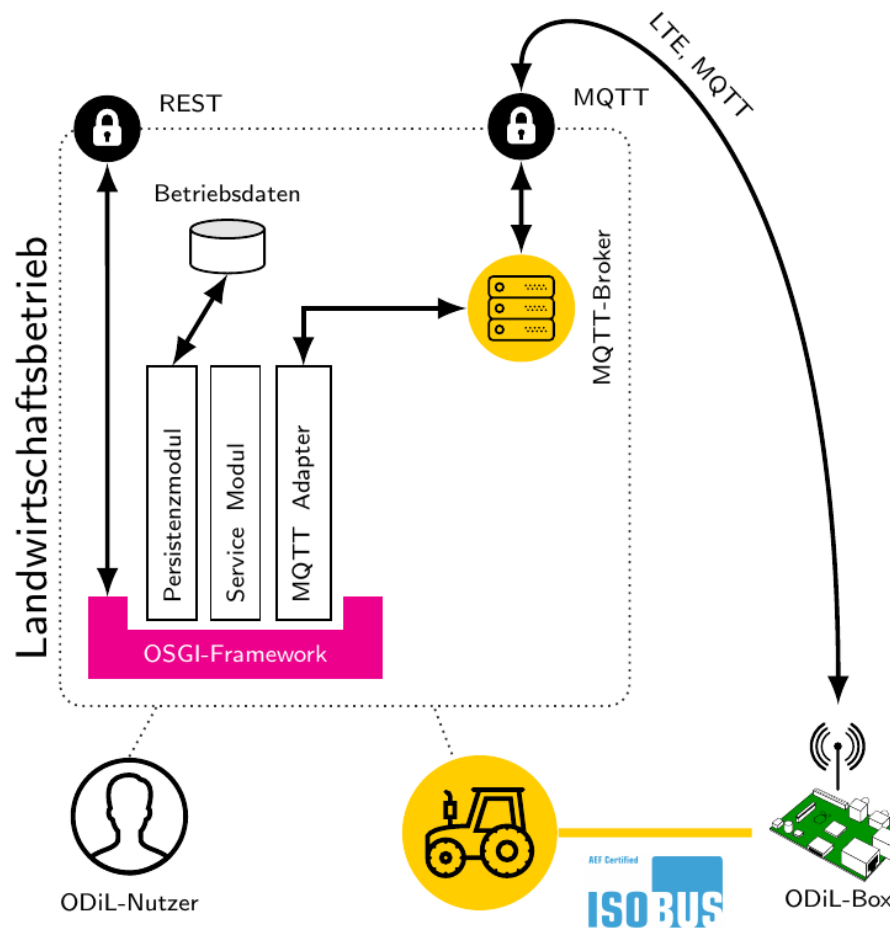 LTE, MQTT
REST
MQTT
Betriebsdaten
Landwirtschaftsbetrieb
MQTT-Broker
Persistenzmodul
Service Modul
MQTT Adapter
OSGI-Framework
ODiL-Nutzer
AEF Certified
ISOBUS
ODiL-Box